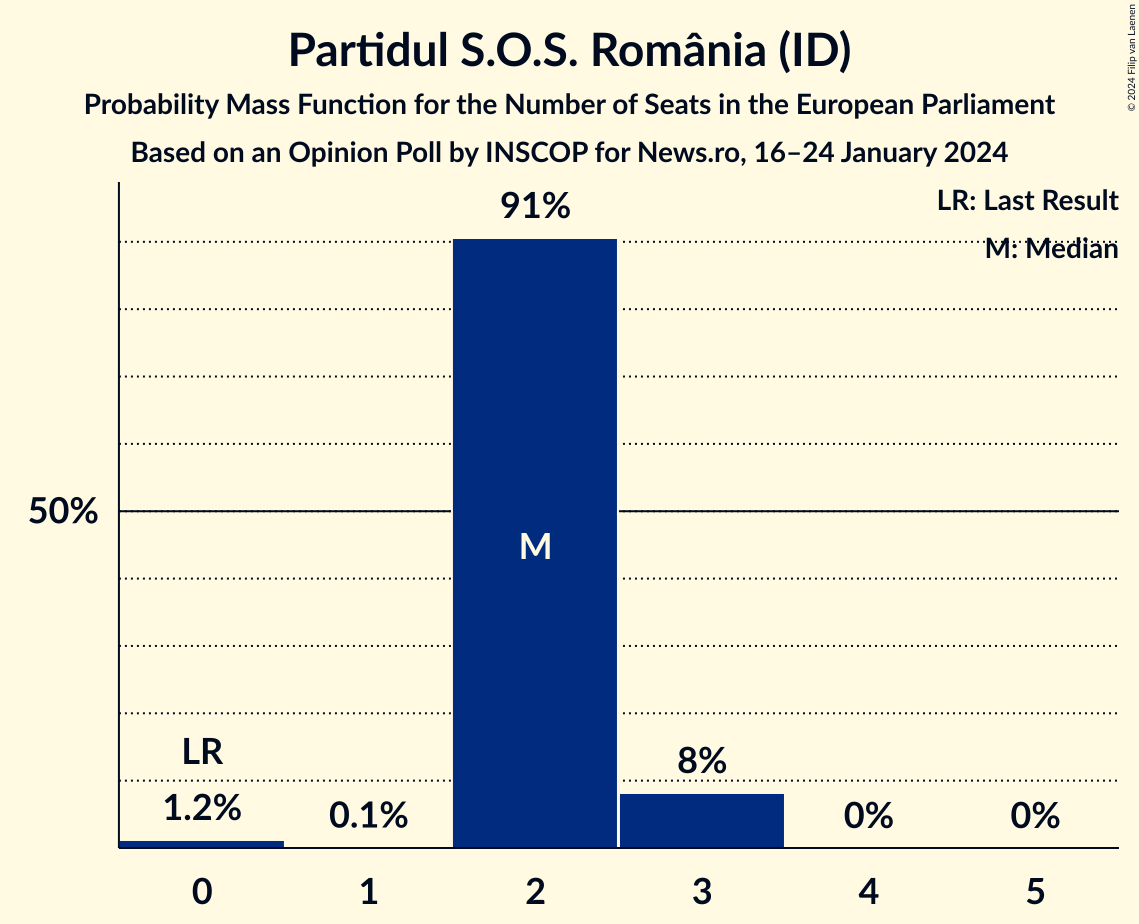 Partidul S.O.S. România (ID)
Probability Mass Function for the Number of Seats in the European Parliament
Based on an Opinion Poll by INSCOP for News.ro, 16–24 January 2024
© 2024 Filip van Laenen
LR: Last Result
M: Median
91%
50%
M
LR
1.2%
0.1%
8%
0%
0%
0 1 2 3 4 5